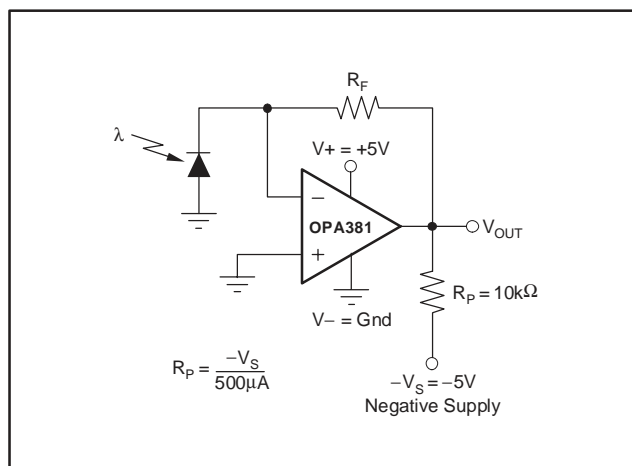 R_F
λ
V+ = +5V
−
OPA381
+
V_OUT
R_P = 10kΩ
V− = Gnd
R_P = −V_S / 500μA
−V_S = −5V
Negative Supply